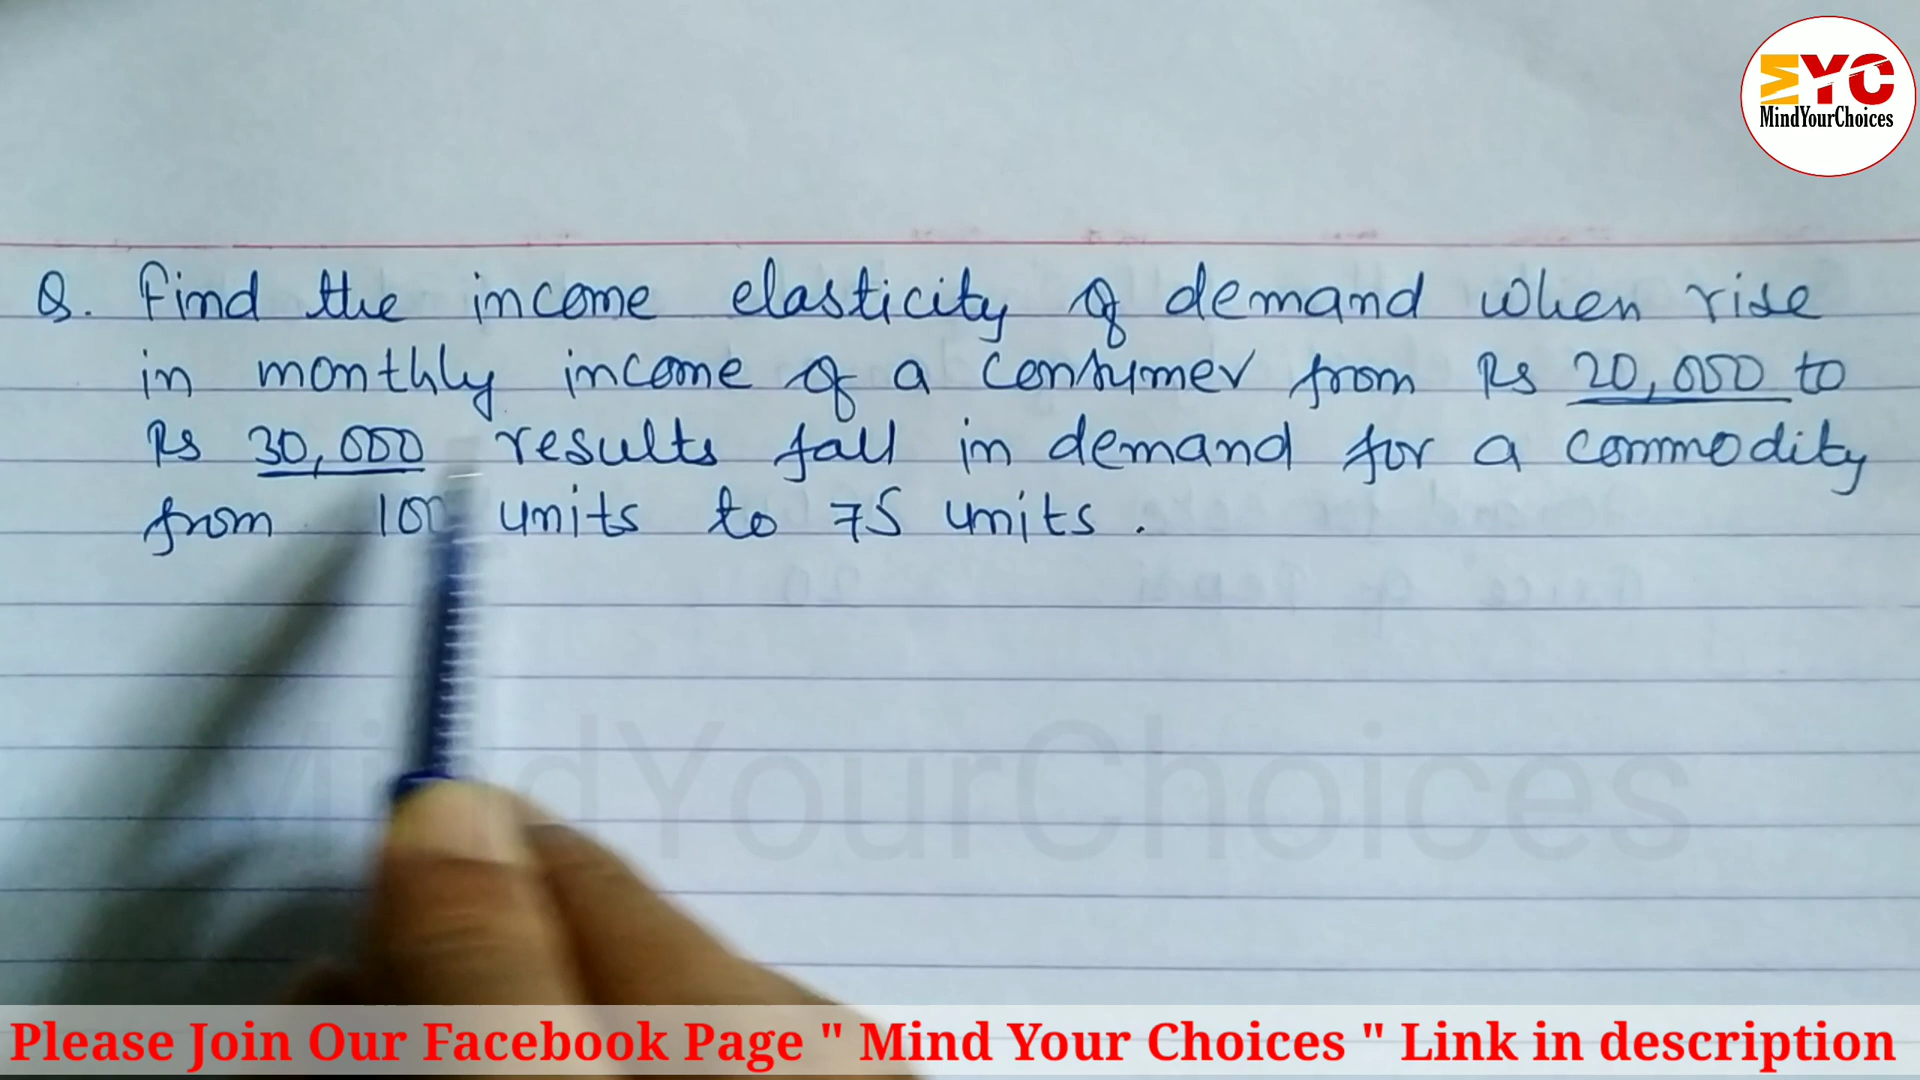 MYC
MindYourChoices
Q. Find the income elasticity of demand when rise
in monthly income of a consumer from Rs 20,000 to
Rs 30,000 results fall in demand for a commodity
from 100 units to 75 units.
MindYourChoices
Please Join Our Facebook Page " Mind Your Choices " Link in description